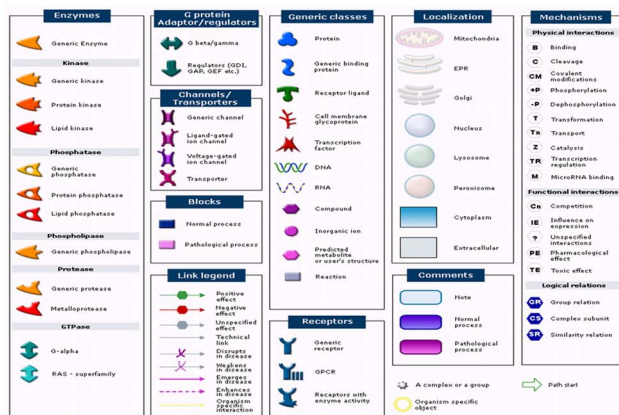 Enzymes
Generic Enzyme
Kinase
Generic kinase
Protein kinase
Lipid kinase
Phosphatase
Generic
phosphatase
Protein phosphatase
Lipid phosphatase
Phospholipase
Generic phospholipase
Protease
Generic protease
Metalloprotease
GTPase
G-alpha
RAS - superfamily
G protein
Adaptor/regulators
G beta/gamma
Regulators (GDI,
GAP, GEF etc.)
Channels/
Transporters
Generic channel
Ligand-gated
ion channel
Voltage-gated
ion channel
Transporter
Blocks
Normal process
Pathological process
Link legend
Positive
effect
Negative
effect
Unspecified
effect
Technical
link
Disrupts
in disease
Weakens
in disease
Emerges
in disease
Enhances
in disease
Organism
specific
interaction
Generic classes
Protein
Generic binding
protein
Receptor ligand
Cell membrane
glycoprotein
Transcription
factor
DNA
RNA
Compound
Inorganic ion
Predicted
metabolite
or user's structure
Reaction
Receptors
Generic
receptor
GPCR
Receptors with
enzyme activity
Localization
Mitochondria
EPR
Golgi
Nucleus
Lysosome
Peroxisome
Cytoplasm
Extracellular
Comments
Note
Normal
process
Pathological
process
A complex or a group
Organism specific
object
Path start
Mechanisms
Physical interactions
B Binding
C Cleavage
CM Covalent
modifications
+P Phosphorylation
-P Dephosphorylation
T Transformation
Tn Transport
Z Catalysis
TR Transcription
regulation
M MicroRNA binding
Functional interactions
Cn Competition
IE Influence on
expression
? Unspecified
interactions
PE Pharmacological
effect
TE Toxic effect
Logical relations
GR Group relation
CS Complex subunit
SR Similarity relation